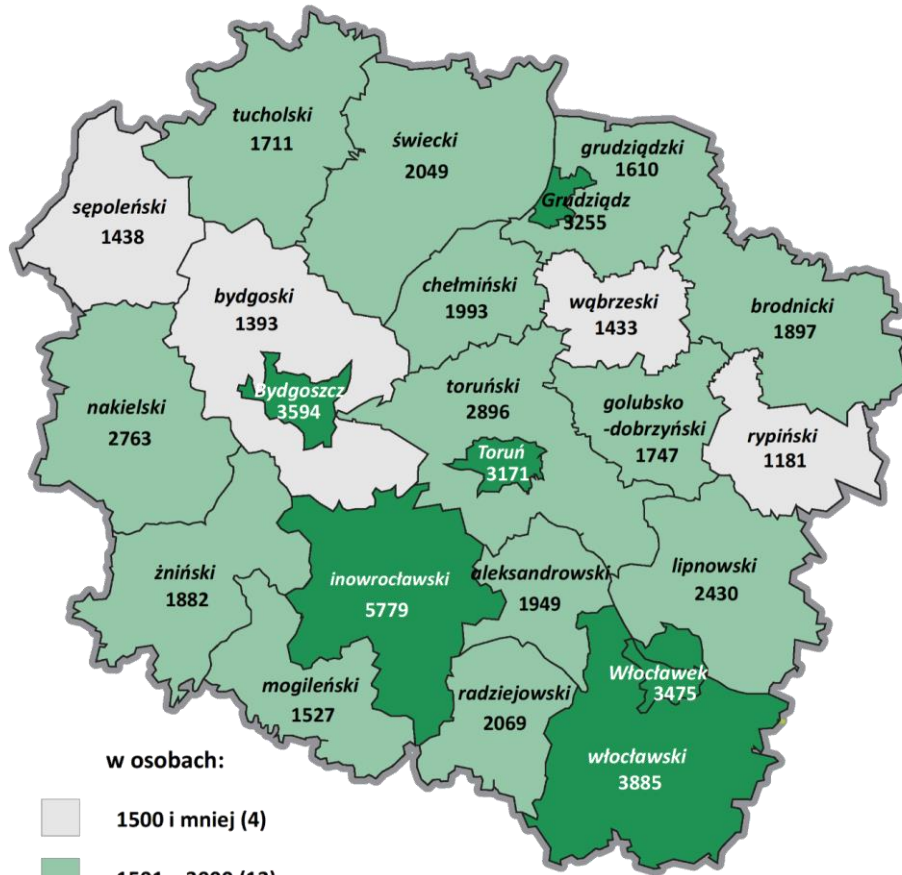 tucholski
1711
świecki
2049
grudziądzki
1610
Grudziądz
3255
sępoleński
1438
bydgoski
1393
chełmiński
1993
wąbrzeski
1433
brodnicki
1897
Bydgoszcz
3594
toruński
2896
golubsko
-dobrzyński
1747
nakielski
2763
rypiński
1181
Toruń
3171
żniński
1882
inowrocławski
5779
aleksandrowski
1949
lipnowski
2430
mogileński
1527
radziejowski
2069
Włocławek
3475
włocławski
3885
w osobach:
1500 i mniej (4)